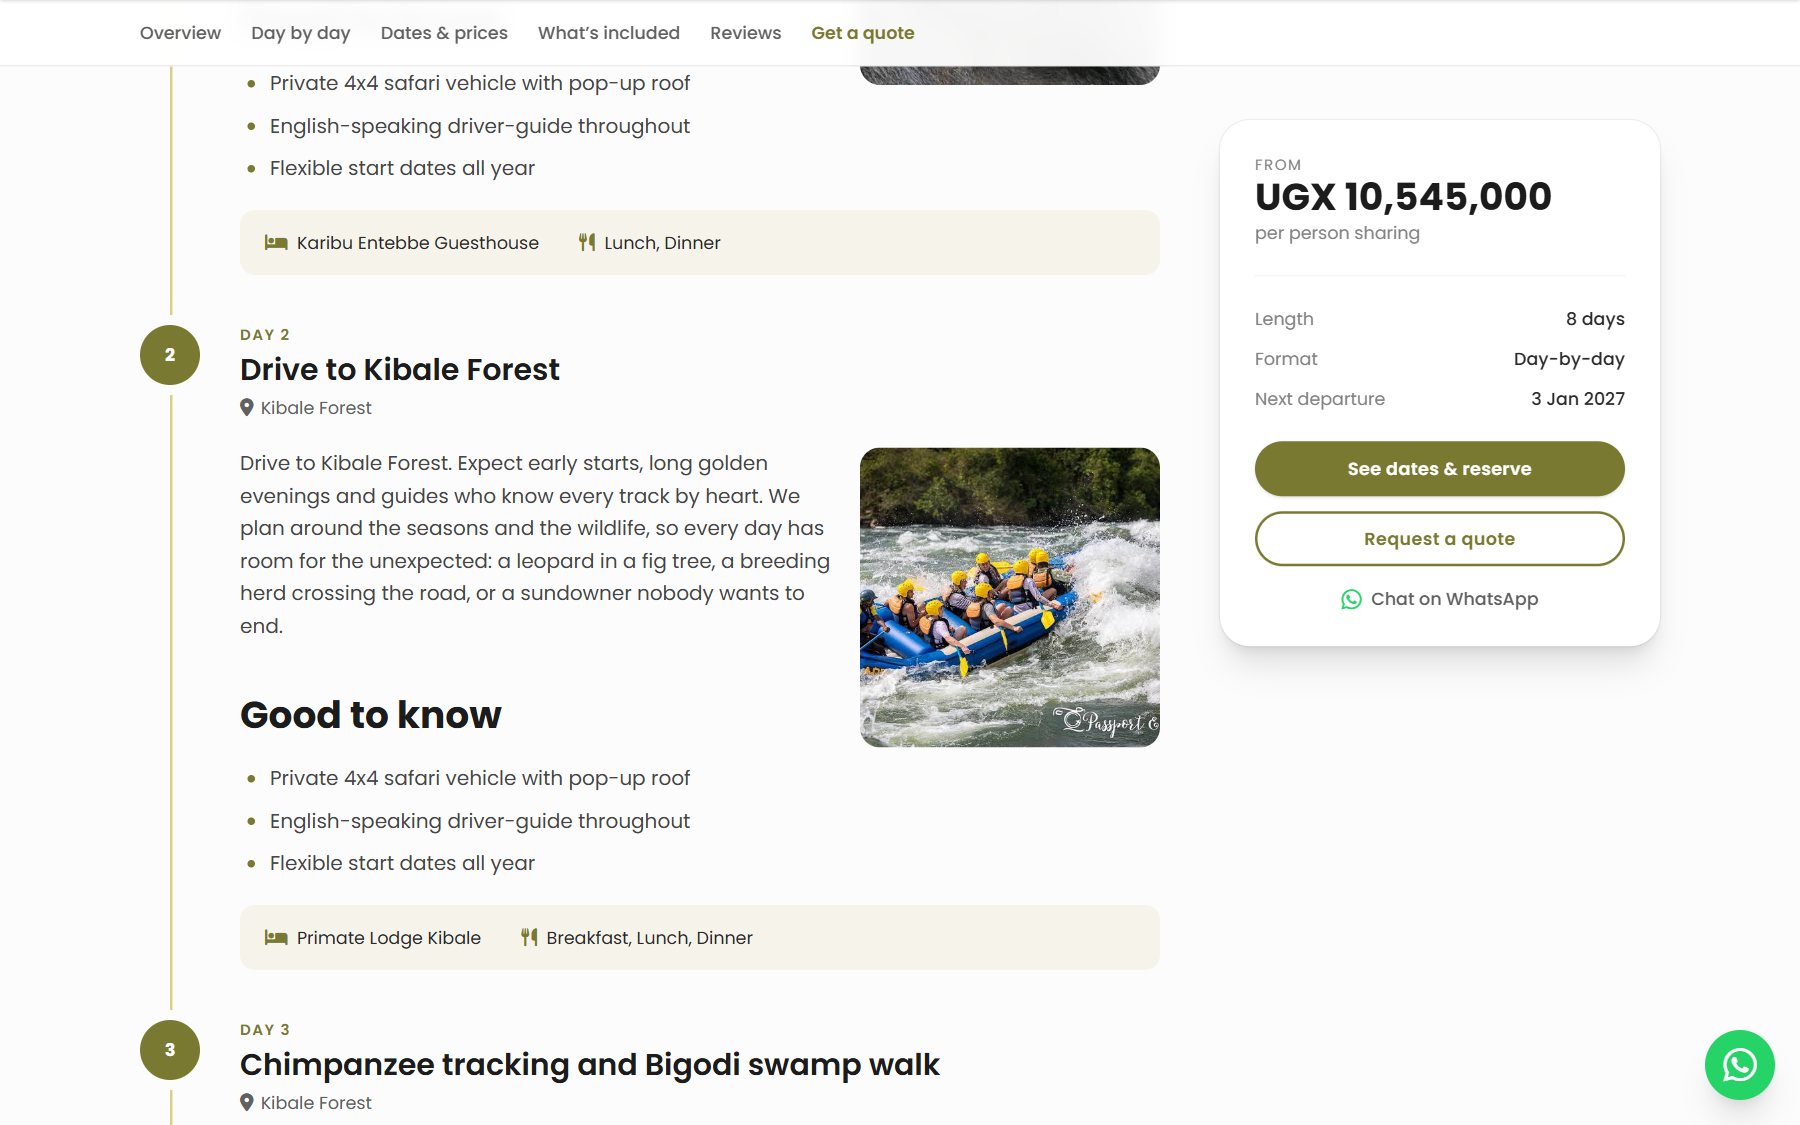 Overview Day by day Dates & prices What’s included Reviews Get a quote
Private 4x4 safari vehicle with pop-up roof
English-speaking driver-guide throughout
Flexible start dates all year
Karibu Entebbe Guesthouse Lunch, Dinner
2
DAY 2
Drive to Kibale Forest
Kibale Forest
Drive to Kibale Forest. Expect early starts, long golden
evenings and guides who know every track by heart. We
plan around the seasons and the wildlife, so every day has
room for the unexpected: a leopard in a fig tree, a breeding
herd crossing the road, or a sundowner nobody wants to
end.
Passport &
Good to know
Private 4x4 safari vehicle with pop-up roof
English-speaking driver-guide throughout
Flexible start dates all year
Primate Lodge Kibale Breakfast, Lunch, Dinner
3
DAY 3
Chimpanzee tracking and Bigodi swamp walk
Kibale Forest
FROM
UGX 10,545,000
per person sharing
Length 8 days
Format Day-by-day
Next departure 3 Jan 2027
See dates & reserve
Request a quote
Chat on WhatsApp